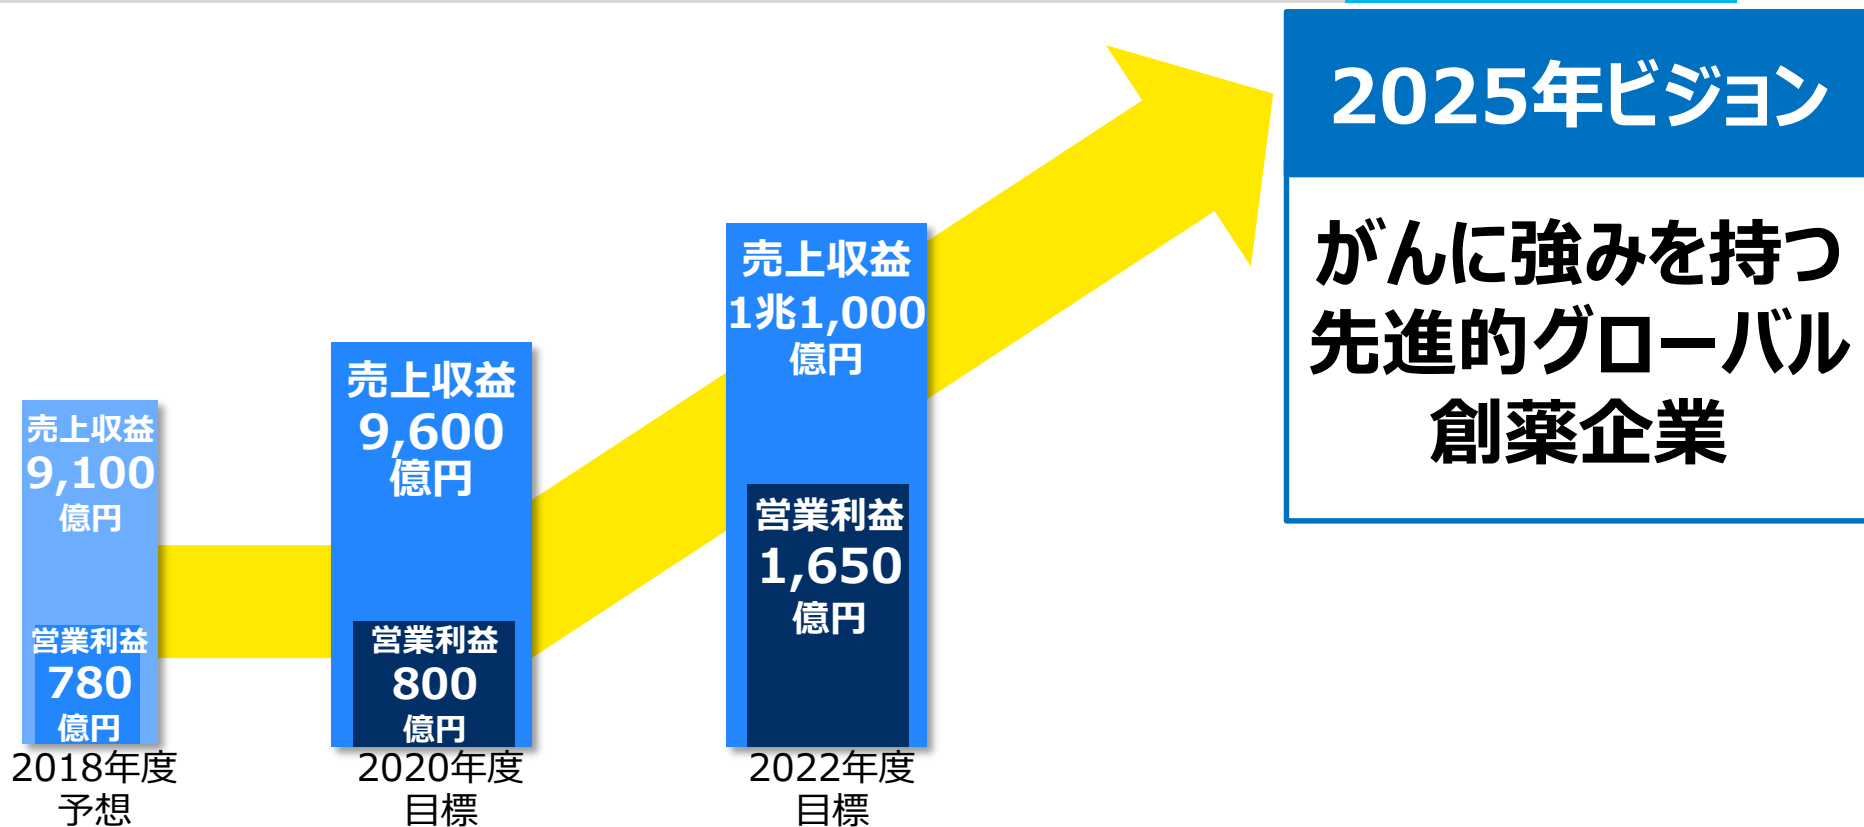 2025年ビジョン
がんに強みを持つ
先進的グローバル
創薬企業
売上収益
9,100
億円
営業利益
780
億円
2018年度
予想
売上収益
9,600
億円
営業利益
800
億円
2020年度
目標
売上収益
1兆1,000
億円
営業利益
1,650
億円
2022年度
目標